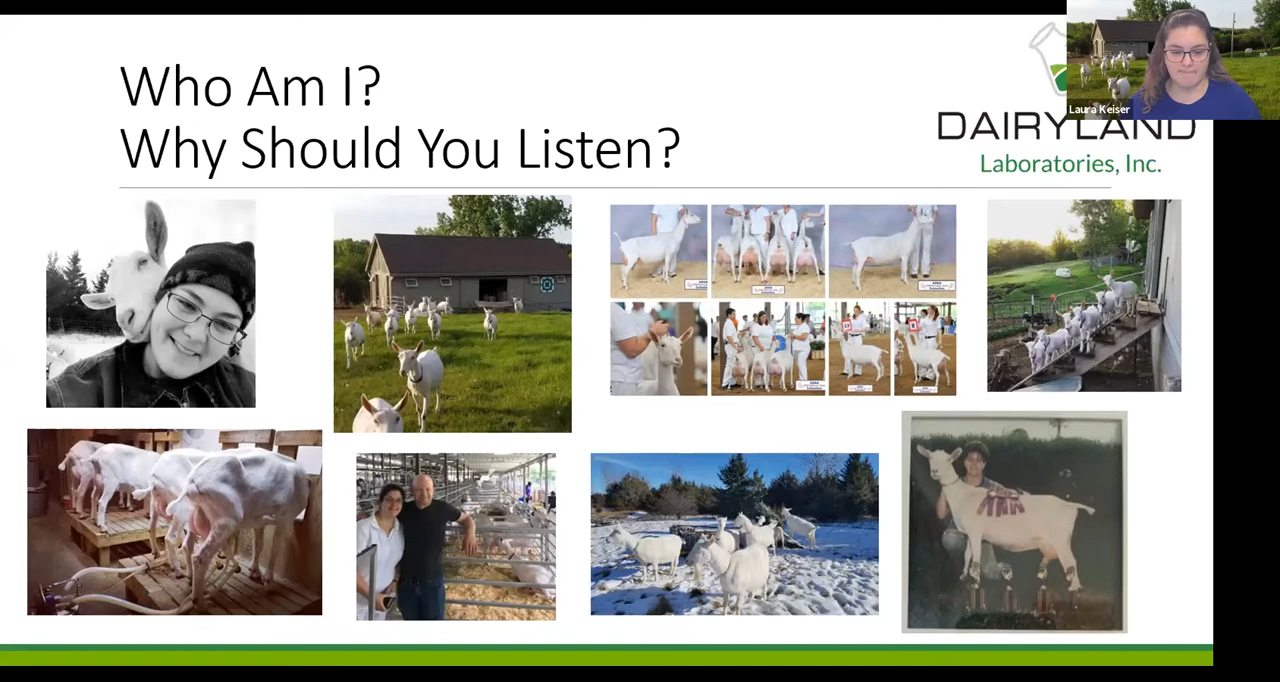 Who Am I?
Why Should You Listen?
DAIRYLAND
Laboratories, Inc.
Laura Keiser